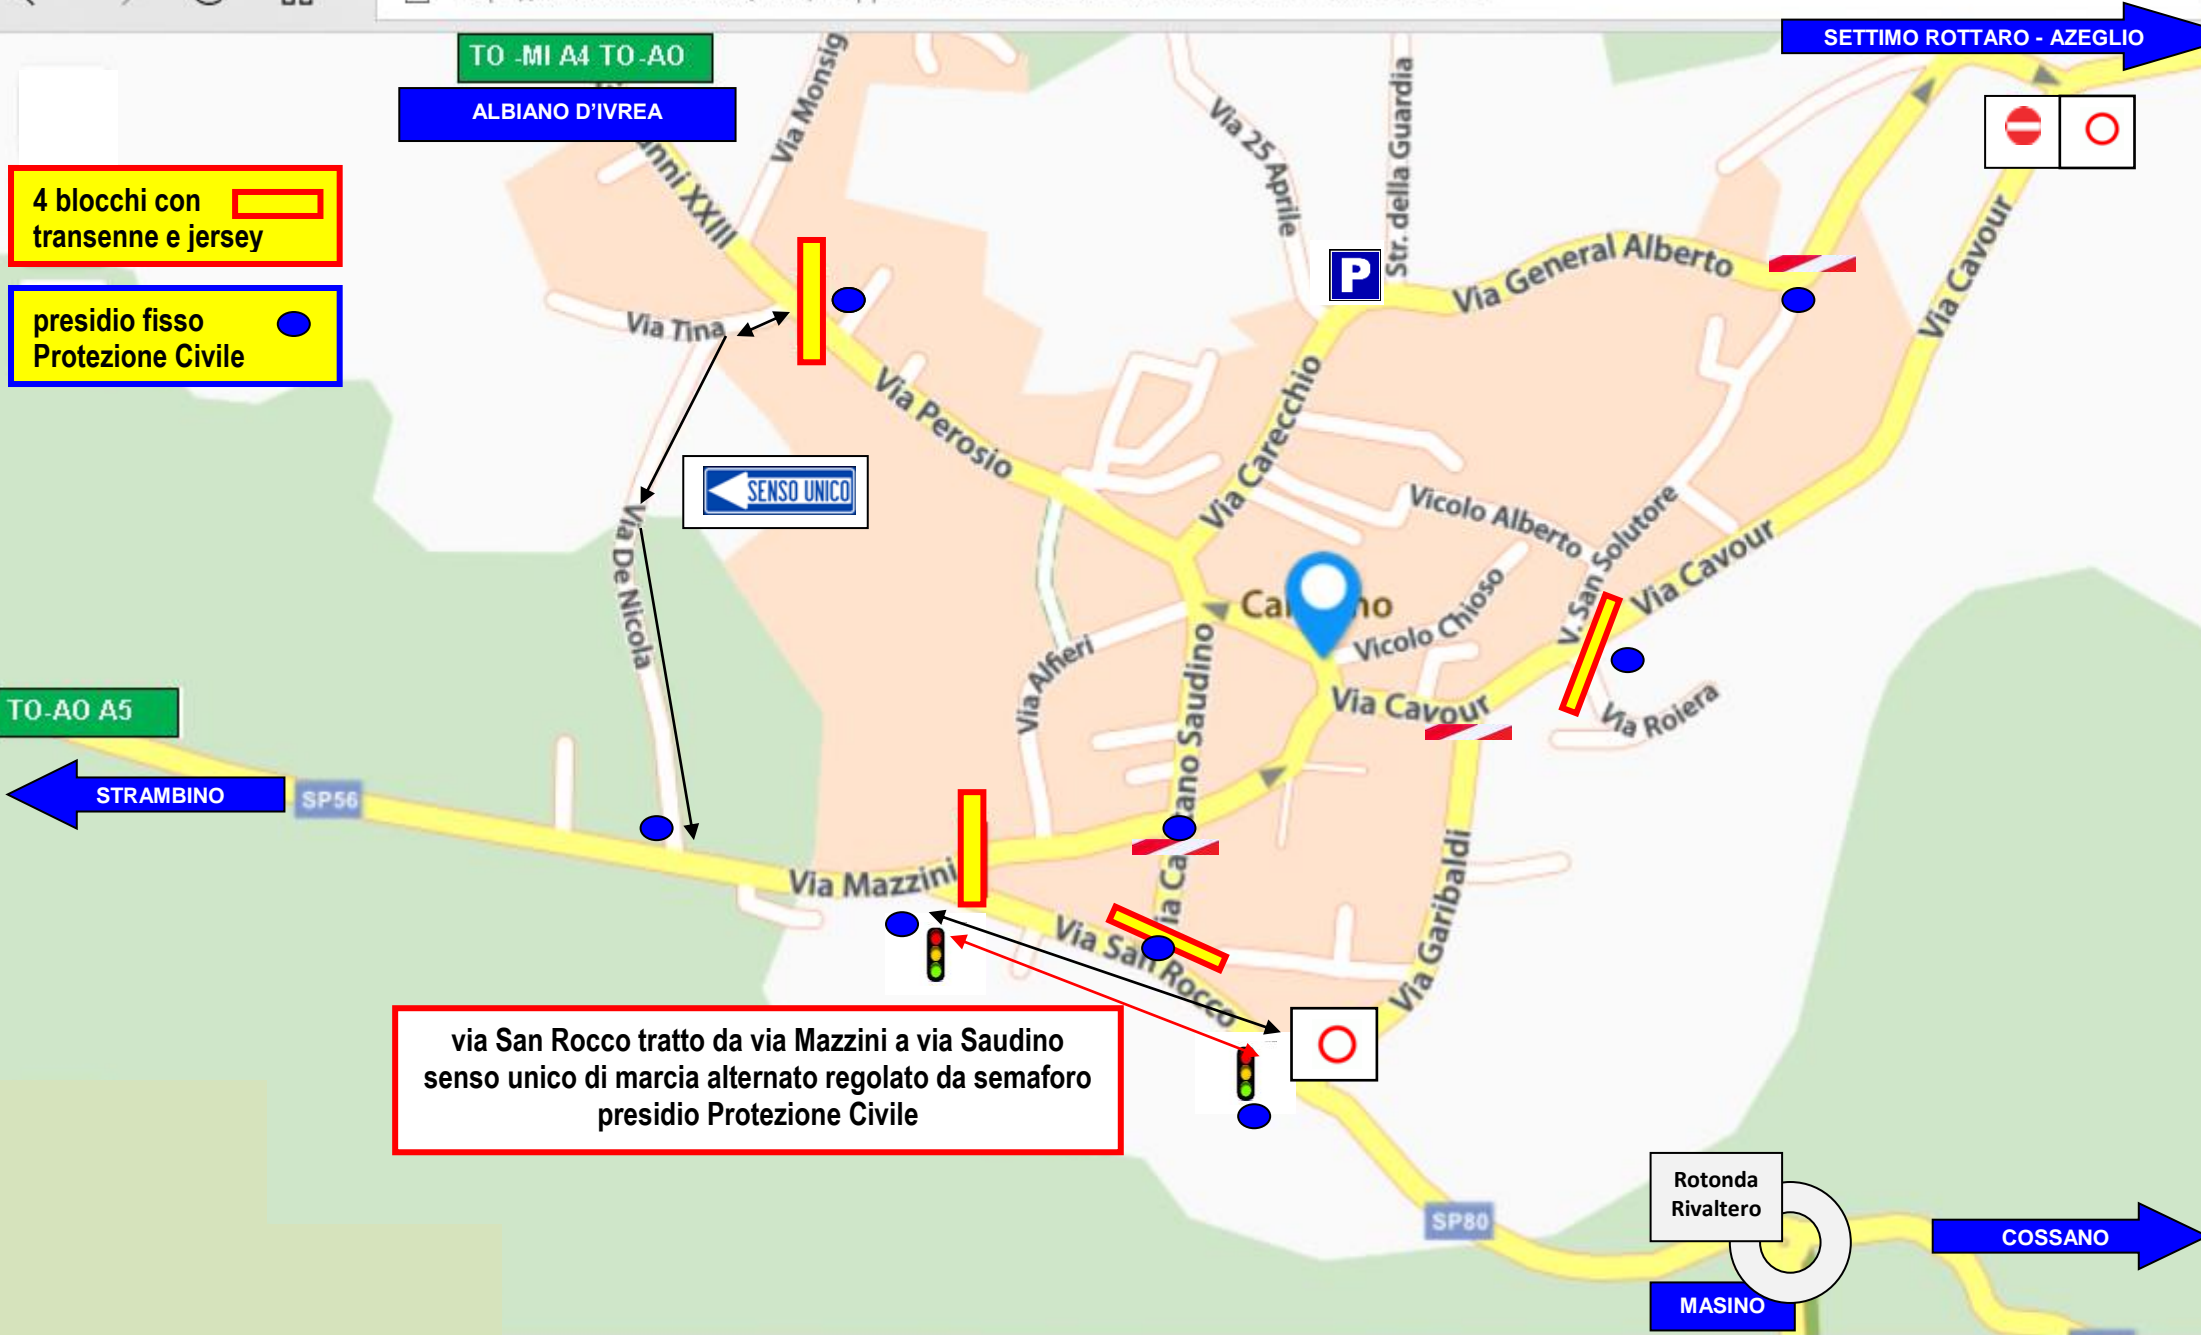 SETTIMO ROTTARO - AZEGLIO
TO -MI A4 TO-AO
ALBIANO D'IVREA
Via Monsig
Via 25 Aprile
Str. della Guardia
anni XXIII
4 blocchi con
transenne e jersey
presidio fisso
Protezione Civile
Via Tina
P
Via General Alberto
Via Cavour
Via Perosio
Via Carecchio
SENSO UNICO
Via De Nicola
Vicolo Alberto
V. San Solutore
Via Cavour
Vicolo Chioso
Via Alfieri
Via Cavour
Via Roiera
TO-AO A5
STRAMBINO
SP56
Via Mazzini
Via Ca
ano Saudino
Via Garibaldi
Via San Rocco
via San Rocco tratto da via Mazzini a via Saudino
senso unico di marcia alternato regolato da semaforo
presidio Protezione Civile
Rotonda
Rivaltero
SP80
COSSANO
MASINO